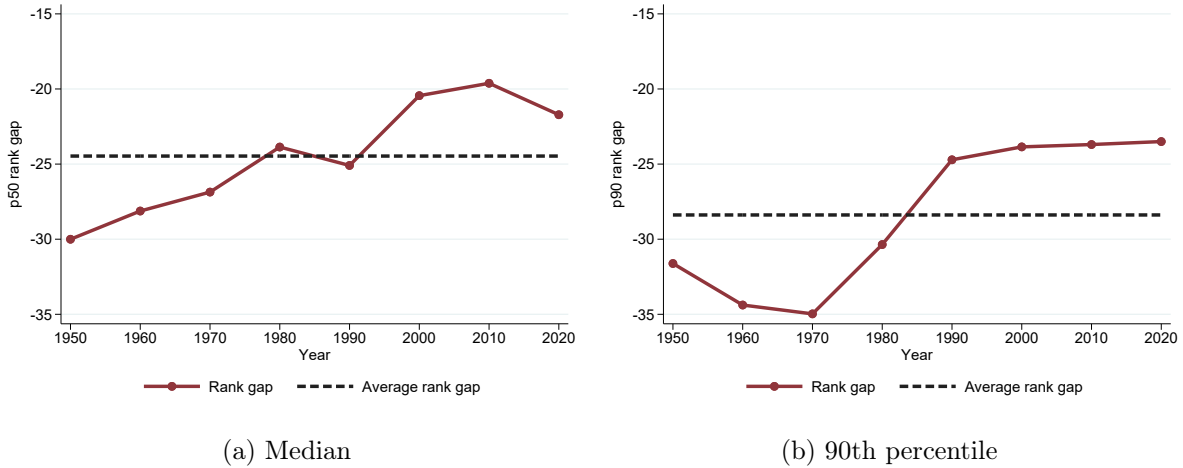 -15
-20
-25
-30
-35
p50 rank gap
1950 1960 1970 1980 1990 2000 2010 2020
Year
Rank gap Average rank gap
(a) Median
-15
-20
-25
-30
-35
p90 rank gap
1950 1960 1970 1980 1990 2000 2010 2020
Year
Rank gap Average rank gap
(b) 90th percentile